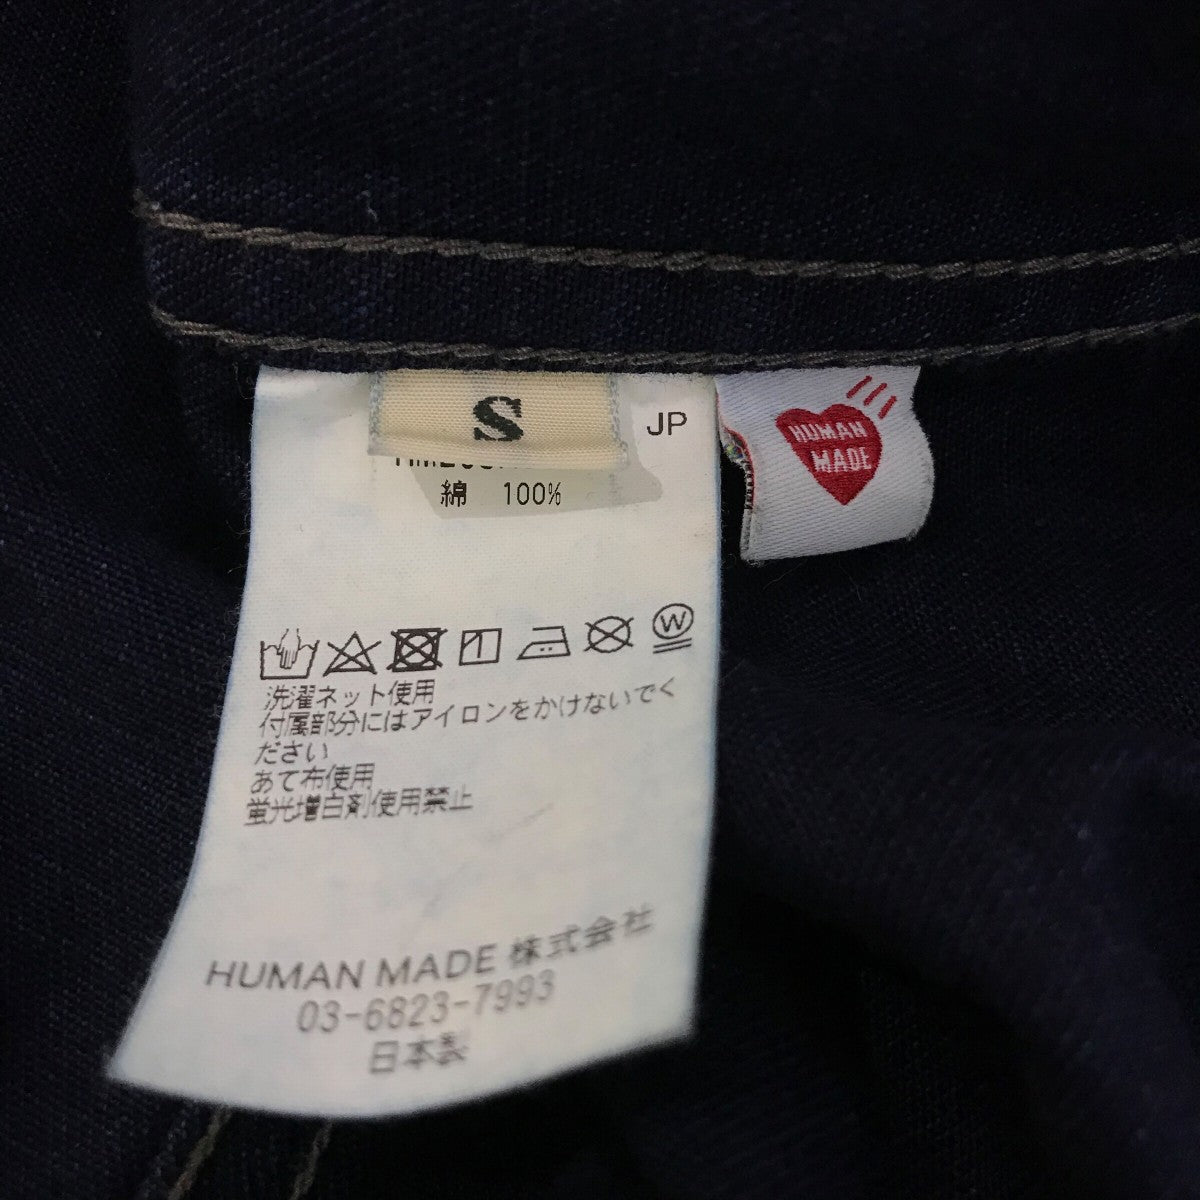 S
JP
綿 100%
HUMAN
MADE
W
洗濯ネット使用
付属部分にはアイロンをかけないでく
ださい
あて布使用
蛍光増白剤使用禁止
HUMAN MADE 株式会社
03-6823-7993
日本製